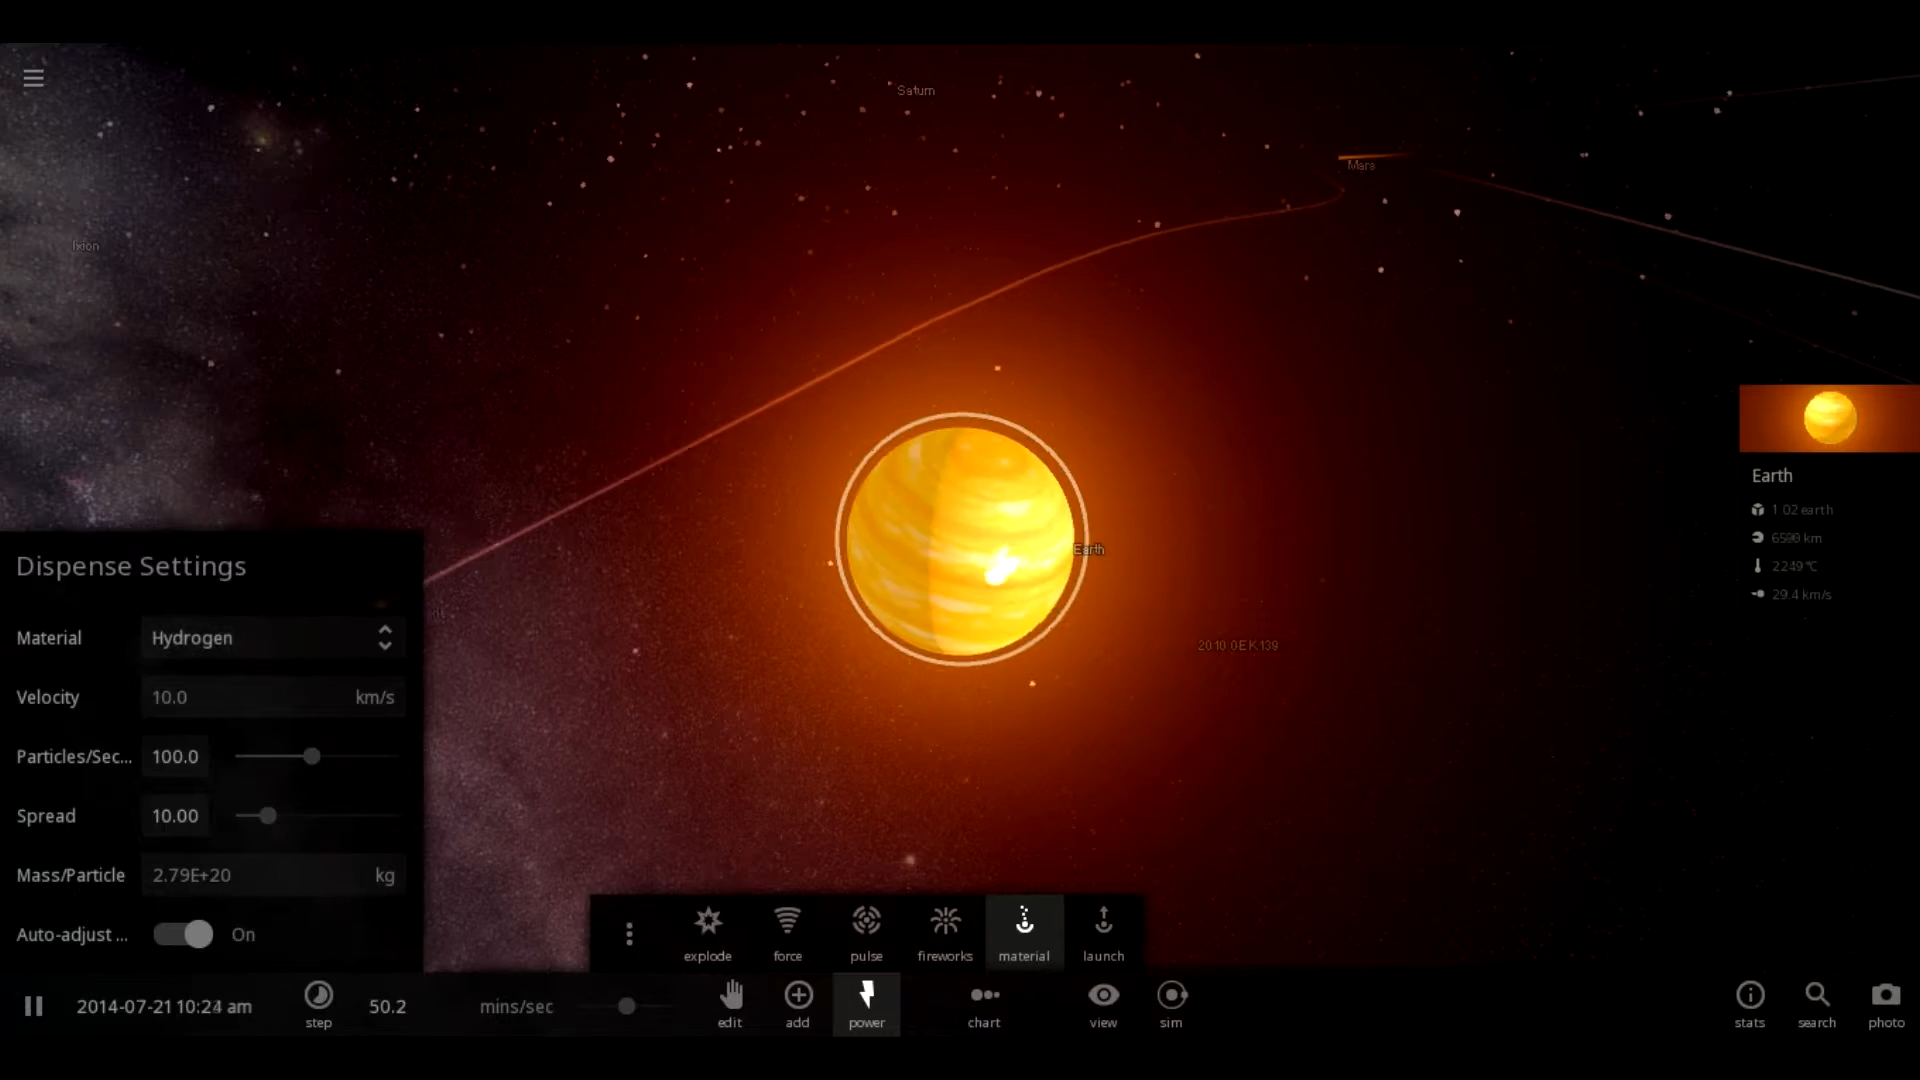 Saturn
Mars
Ixion
Earth
2010 GEK139
Earth
1.02 earth
6580 km
2249 °C
29.4 km/s
Dispense Settings
Material Hydrogen
Velocity 10.0 km/s
Particles/Sec... 100.0
Spread 10.00
Mass/Particle 2.79E+20 kg
Auto-adjust ... On
explode force pulse fireworks material launch
2014-07-21 10:24 am step 50.2 mins/sec edit add power chart view sim stats search photo